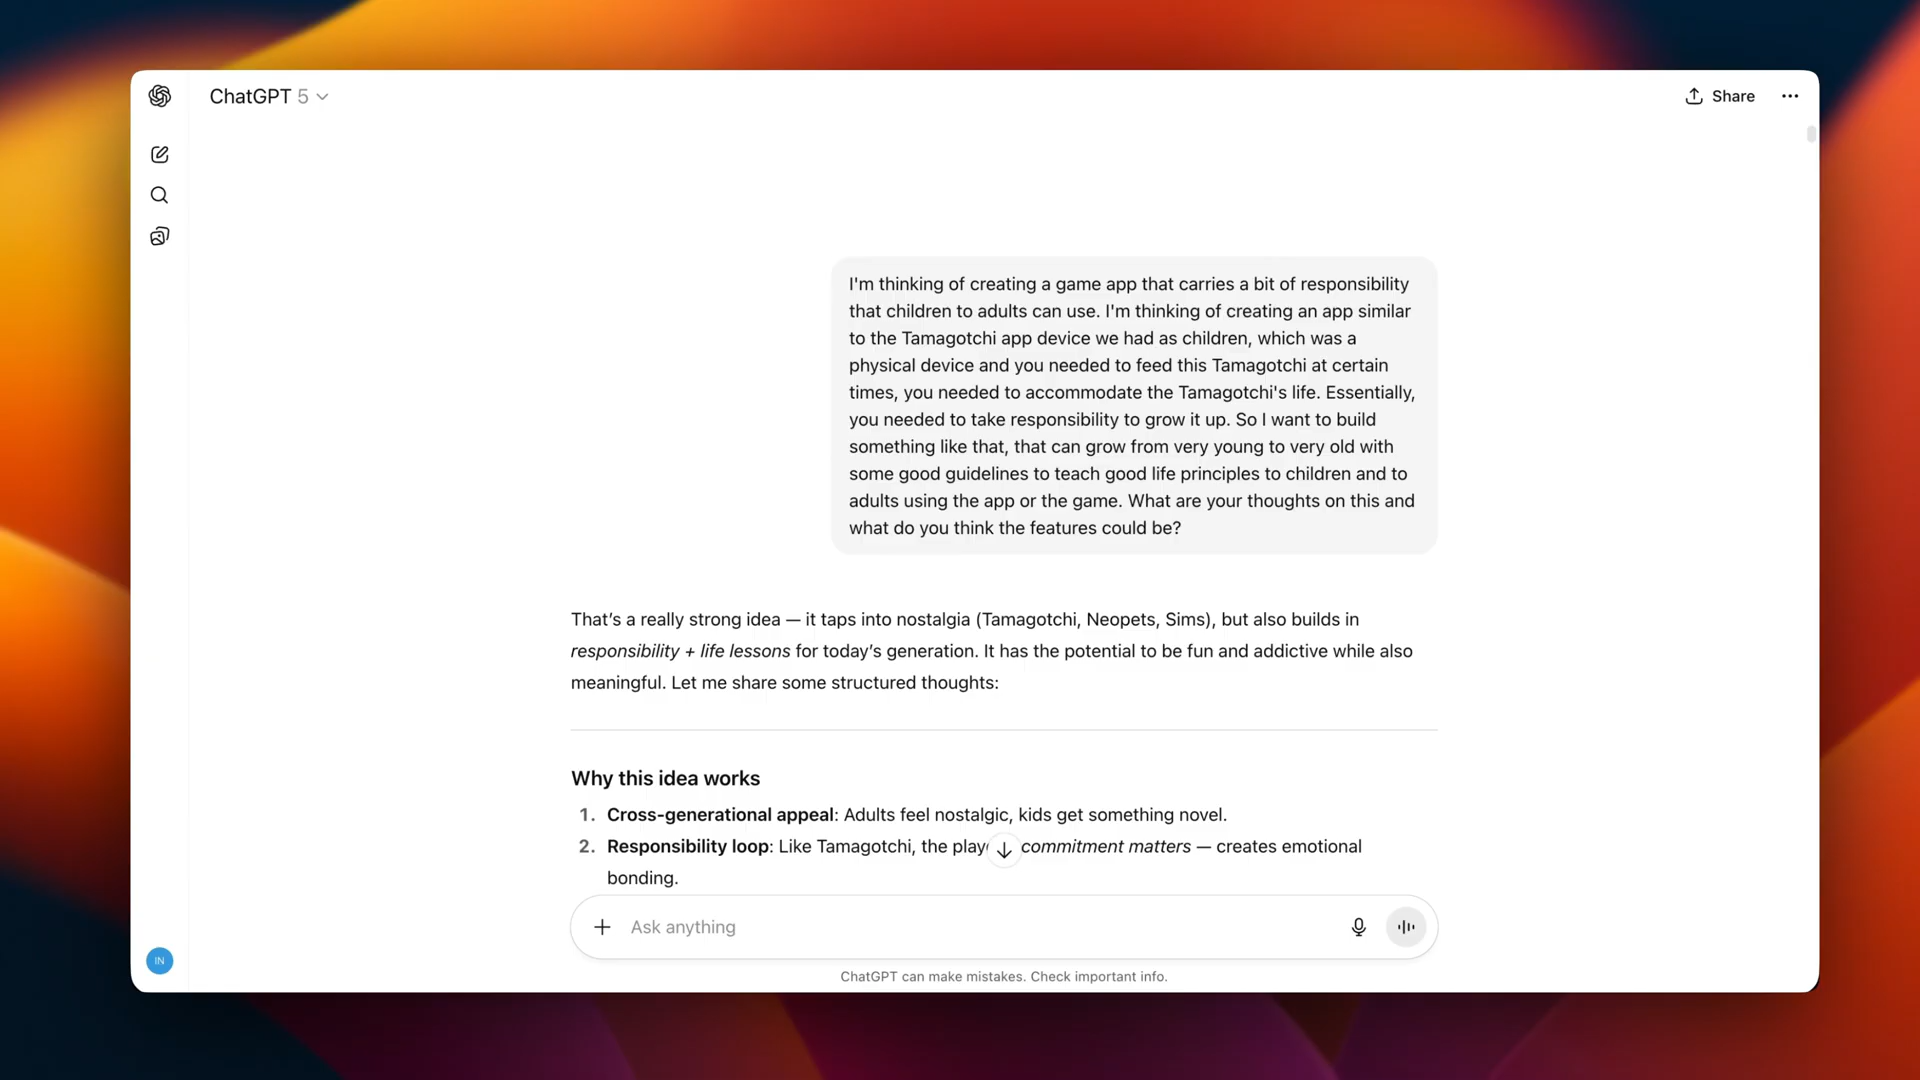 ChatGPT 5
Share
I'm thinking of creating a game app that carries a bit of responsibility
that children to adults can use. I'm thinking of creating an app similar
to the Tamagotchi app device we had as children, which was a
physical device and you needed to feed this Tamagotchi at certain
times, you needed to accommodate the Tamagotchi's life. Essentially,
you needed to take responsibility to grow it up. So I want to build
something like that, that can grow from very young to very old with
some good guidelines to teach good life principles to children and to
adults using the app or the game. What are your thoughts on this and
what do you think the features could be?
That’s a really strong idea — it taps into nostalgia (Tamagotchi, Neopets, Sims), but also builds in
responsibility + life lessons for today’s generation. It has the potential to be fun and addictive while also
meaningful. Let me share some structured thoughts:
Why this idea works
1. Cross-generational appeal: Adults feel nostalgic, kids get something novel.
2. Responsibility loop: Like Tamagotchi, the commitment matters — creates emotional
bonding.
Ask anything
IN
ChatGPT can make mistakes. Check important info.